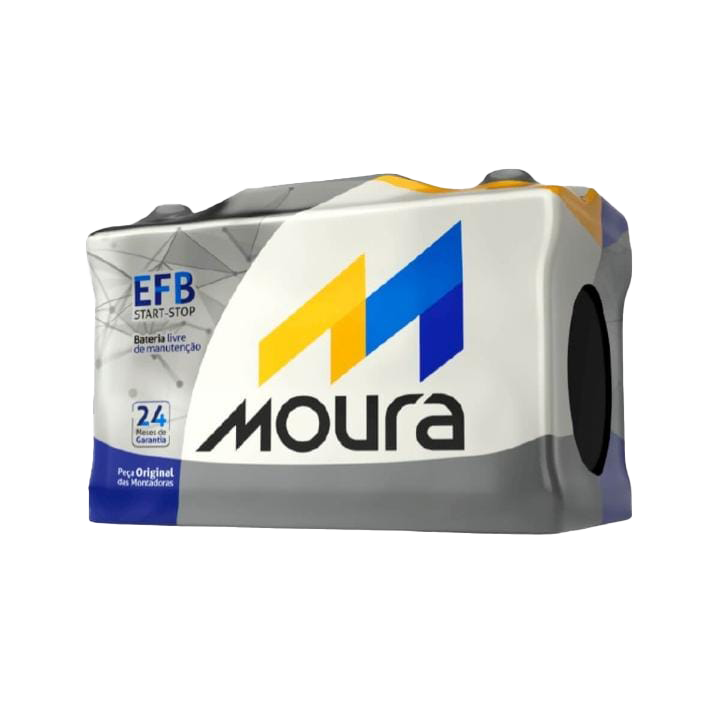 EFB
START-STOP
Bateria livre
de manutenção
24
Meses de
Garantia
Peça Original
das Montadoras
moura